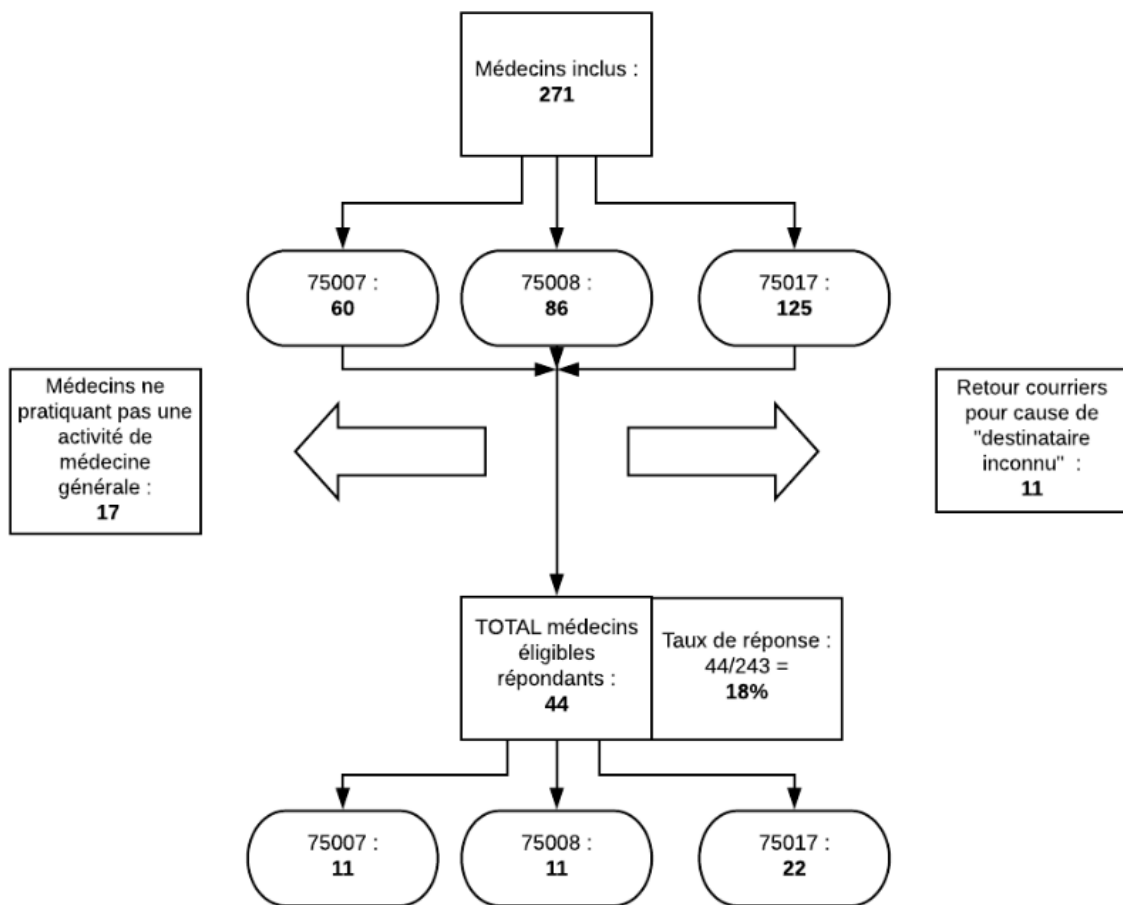 Médecins inclus :
271
75007 :
60
75008 :
86
75017 :
125
Médecins ne
pratiquant pas une
activité de
médecine
générale :
17
Retour courriers
pour cause de
"destinataire
inconnu"  :
11
TOTAL médecins
éligibles
répondants :
44
Taux de réponse :
44/243 =
18%
75007 :
11
75008 :
11
75017 :
22